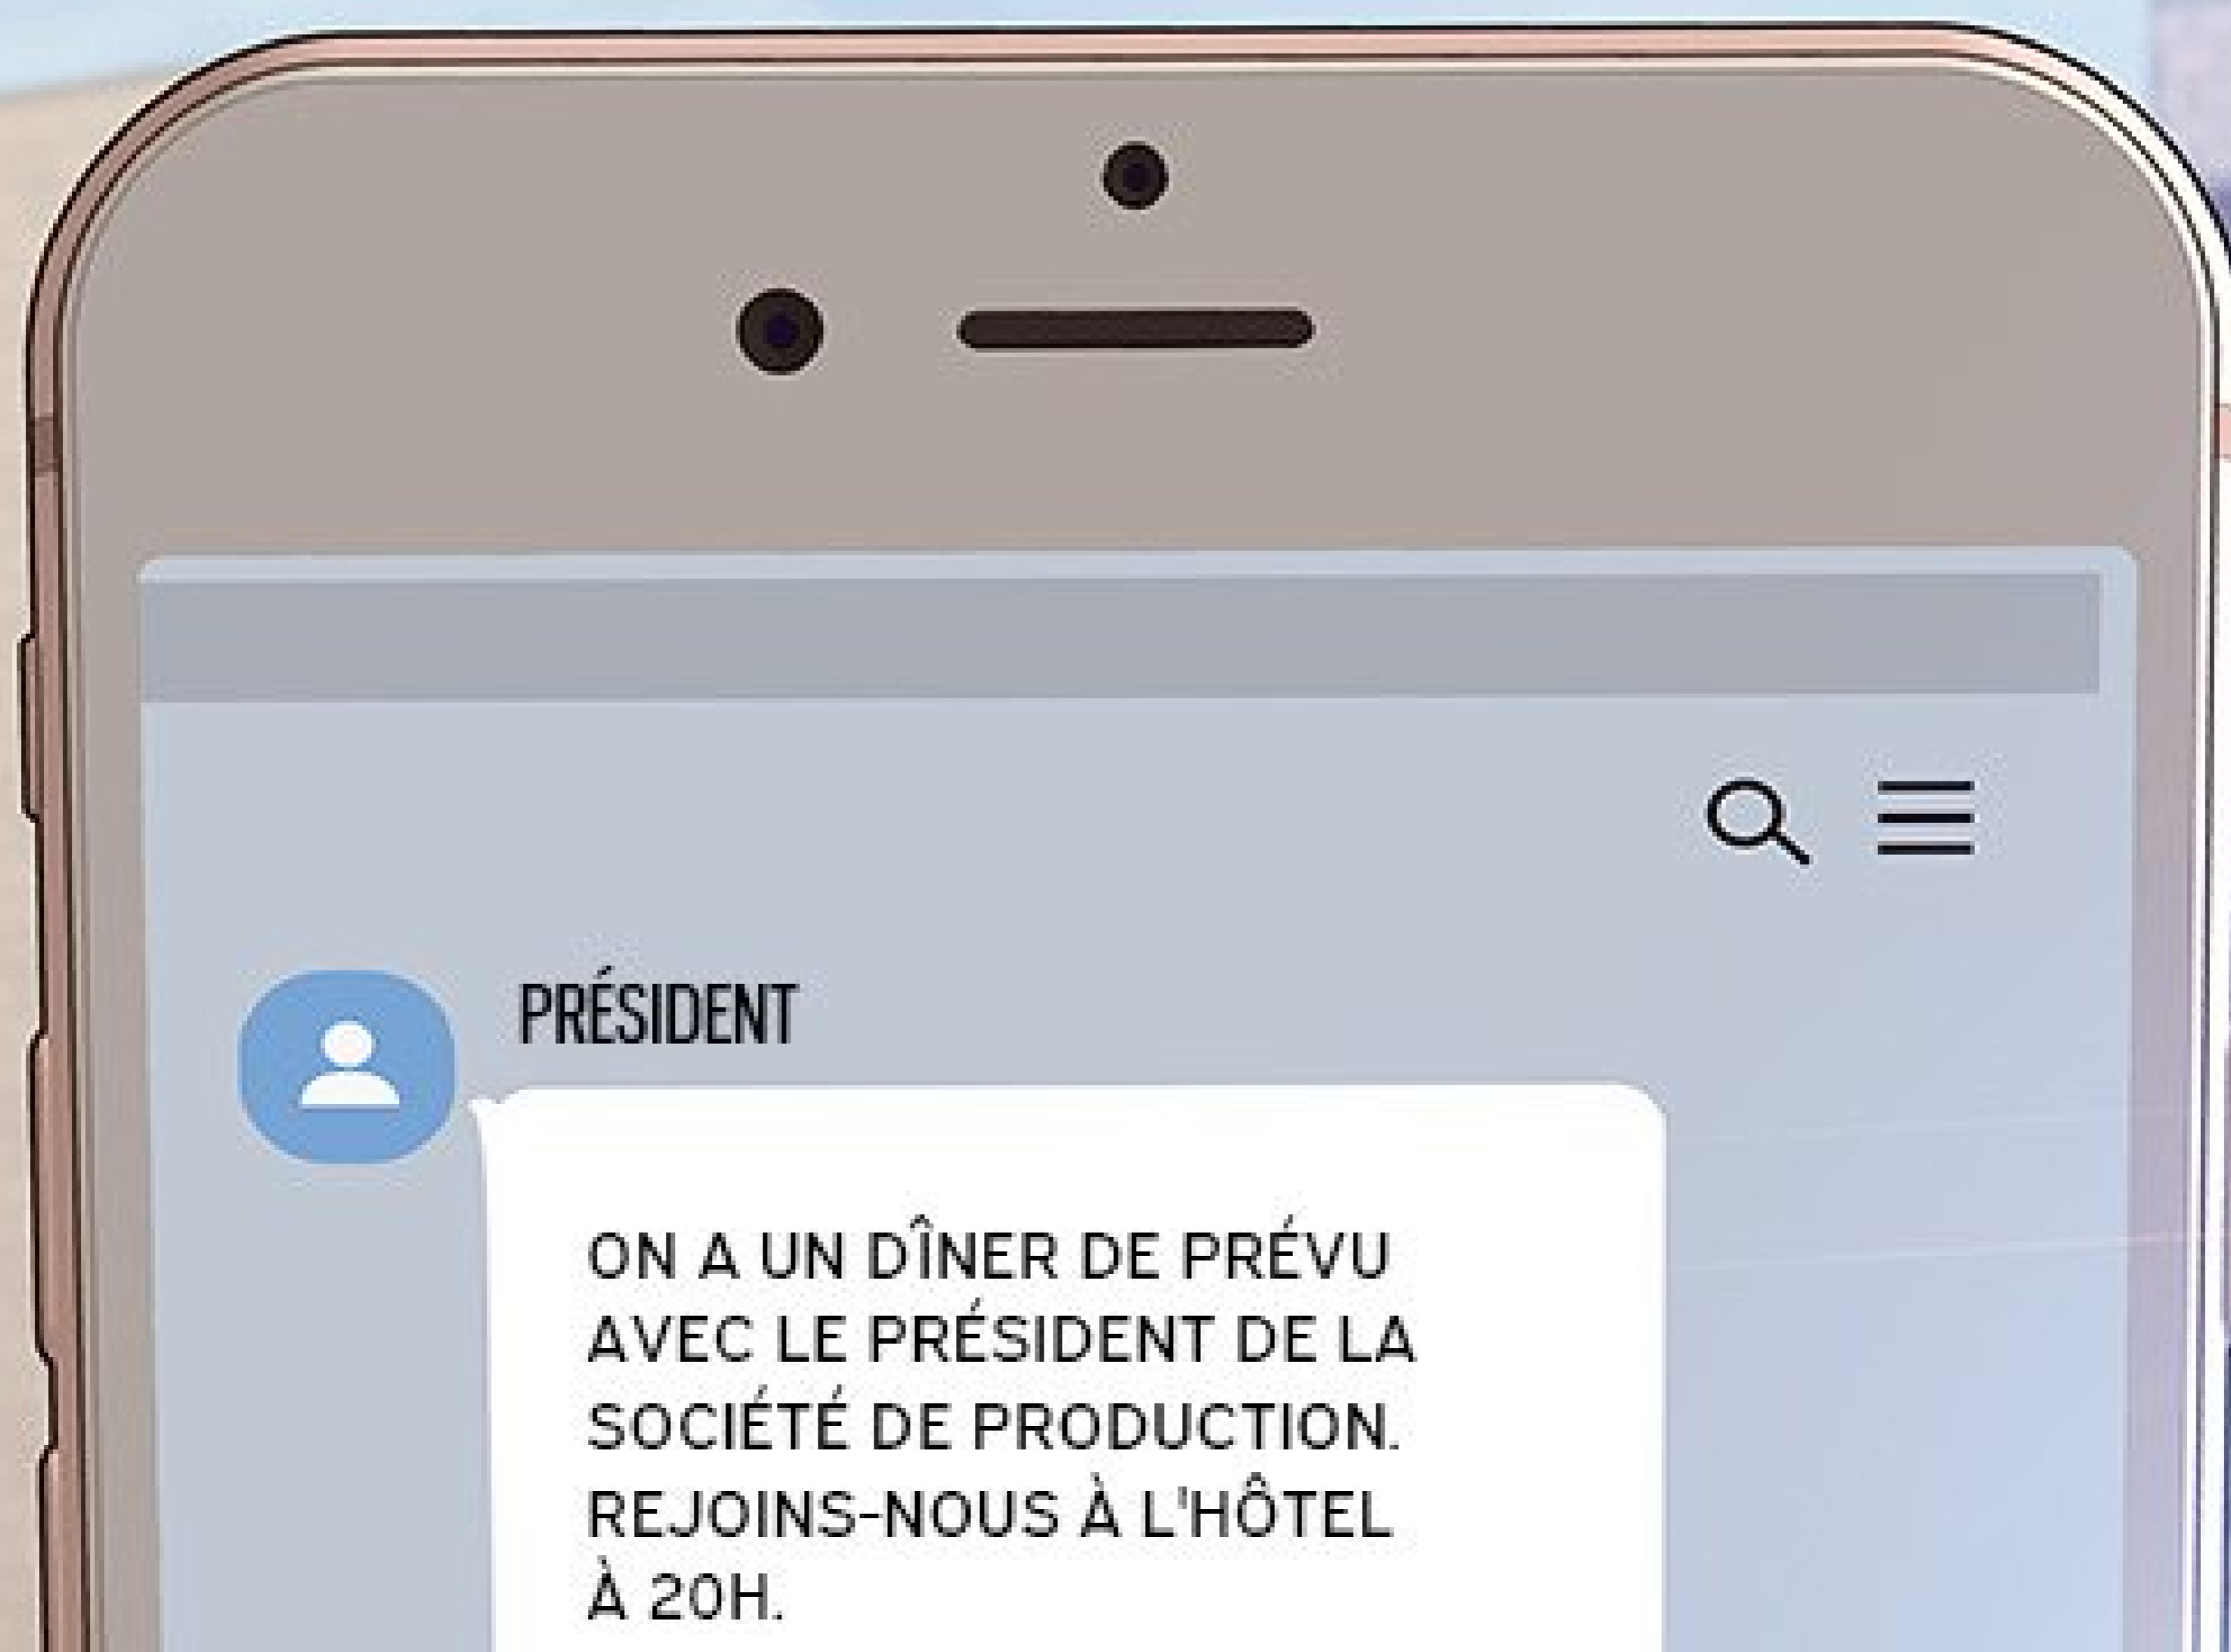 PRÉSIDENT
ON A UN DÎNER DE PRÉVU
AVEC LE PRÉSIDENT DE LA
SOCIÉTÉ DE PRODUCTION.
REJOINS-NOUS À L'HÔTEL
À 20H.